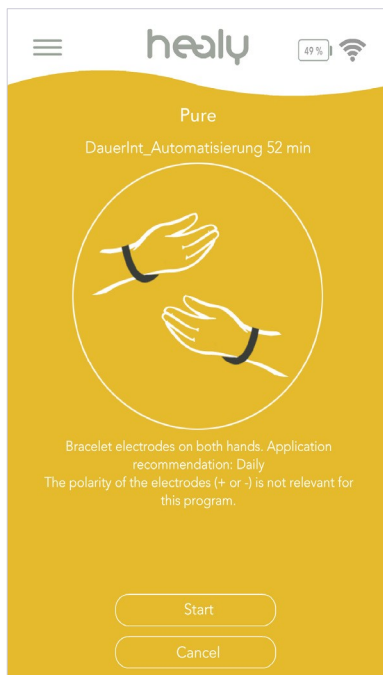 healy
49 %
Pure
DauerInt_Automatisierung 52 min
Bracelet electrodes on both hands. Application
recommendation: Daily
The polarity of the electrodes (+ or -) is not relevant for
this program.
Start
Cancel